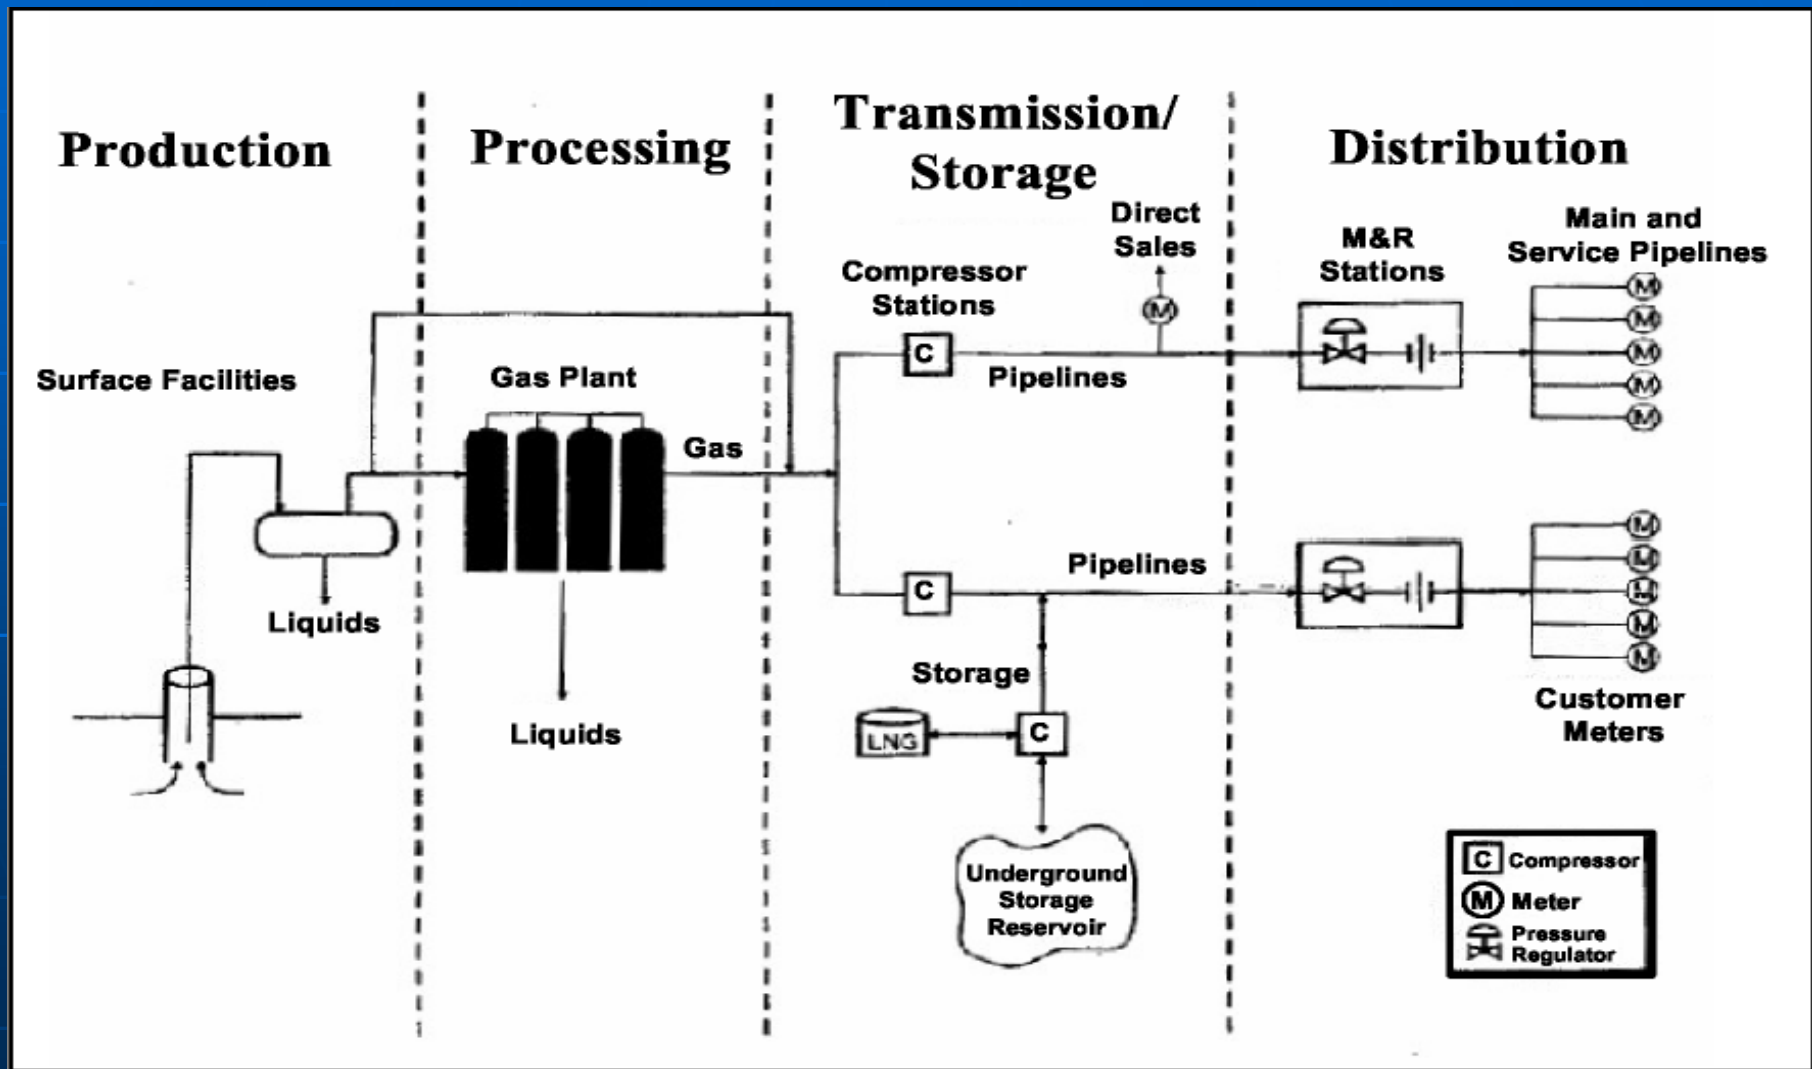 Production
Processing
Transmission/
Storage
Distribution
Direct
Sales
Compressor
Stations
M&R
Stations
Main and
Service Pipelines
M
M
M
M
M
M
C
Pipelines
Surface Facilities
Gas Plant
Gas
Liquids
Liquids
C
Pipelines
M
M
M
M
M
Storage
LNG
C
Customer
Meters
Underground
Storage
Reservoir
C Compressor
M Meter
Pressure
Regulator